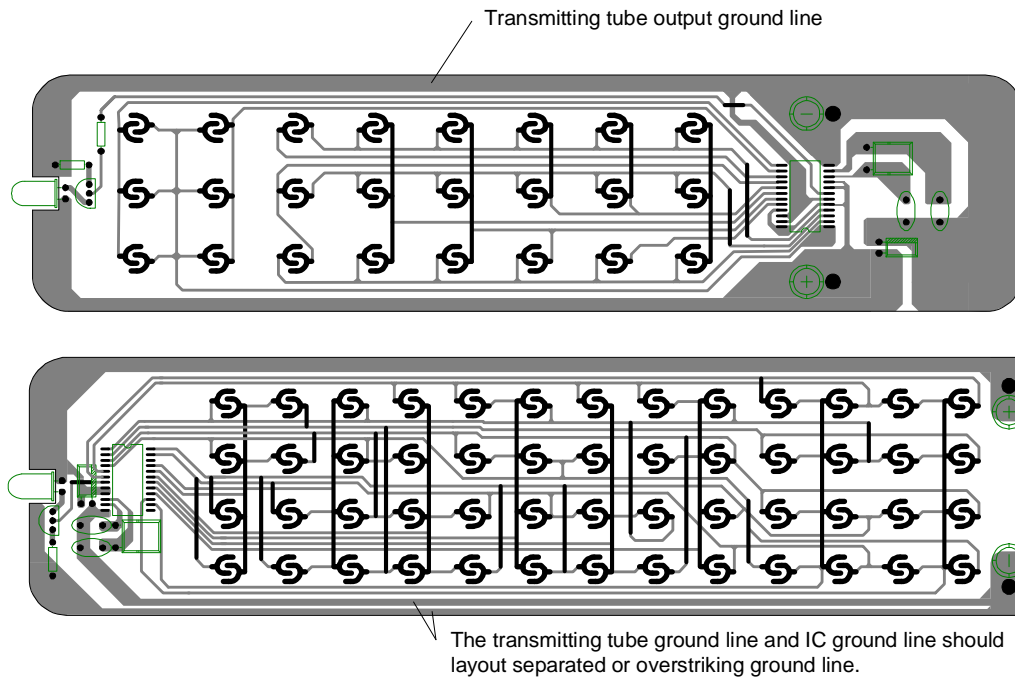 Transmitting tube output ground line
The transmitting tube ground line and IC ground line should
layout separated or overstriking ground line.